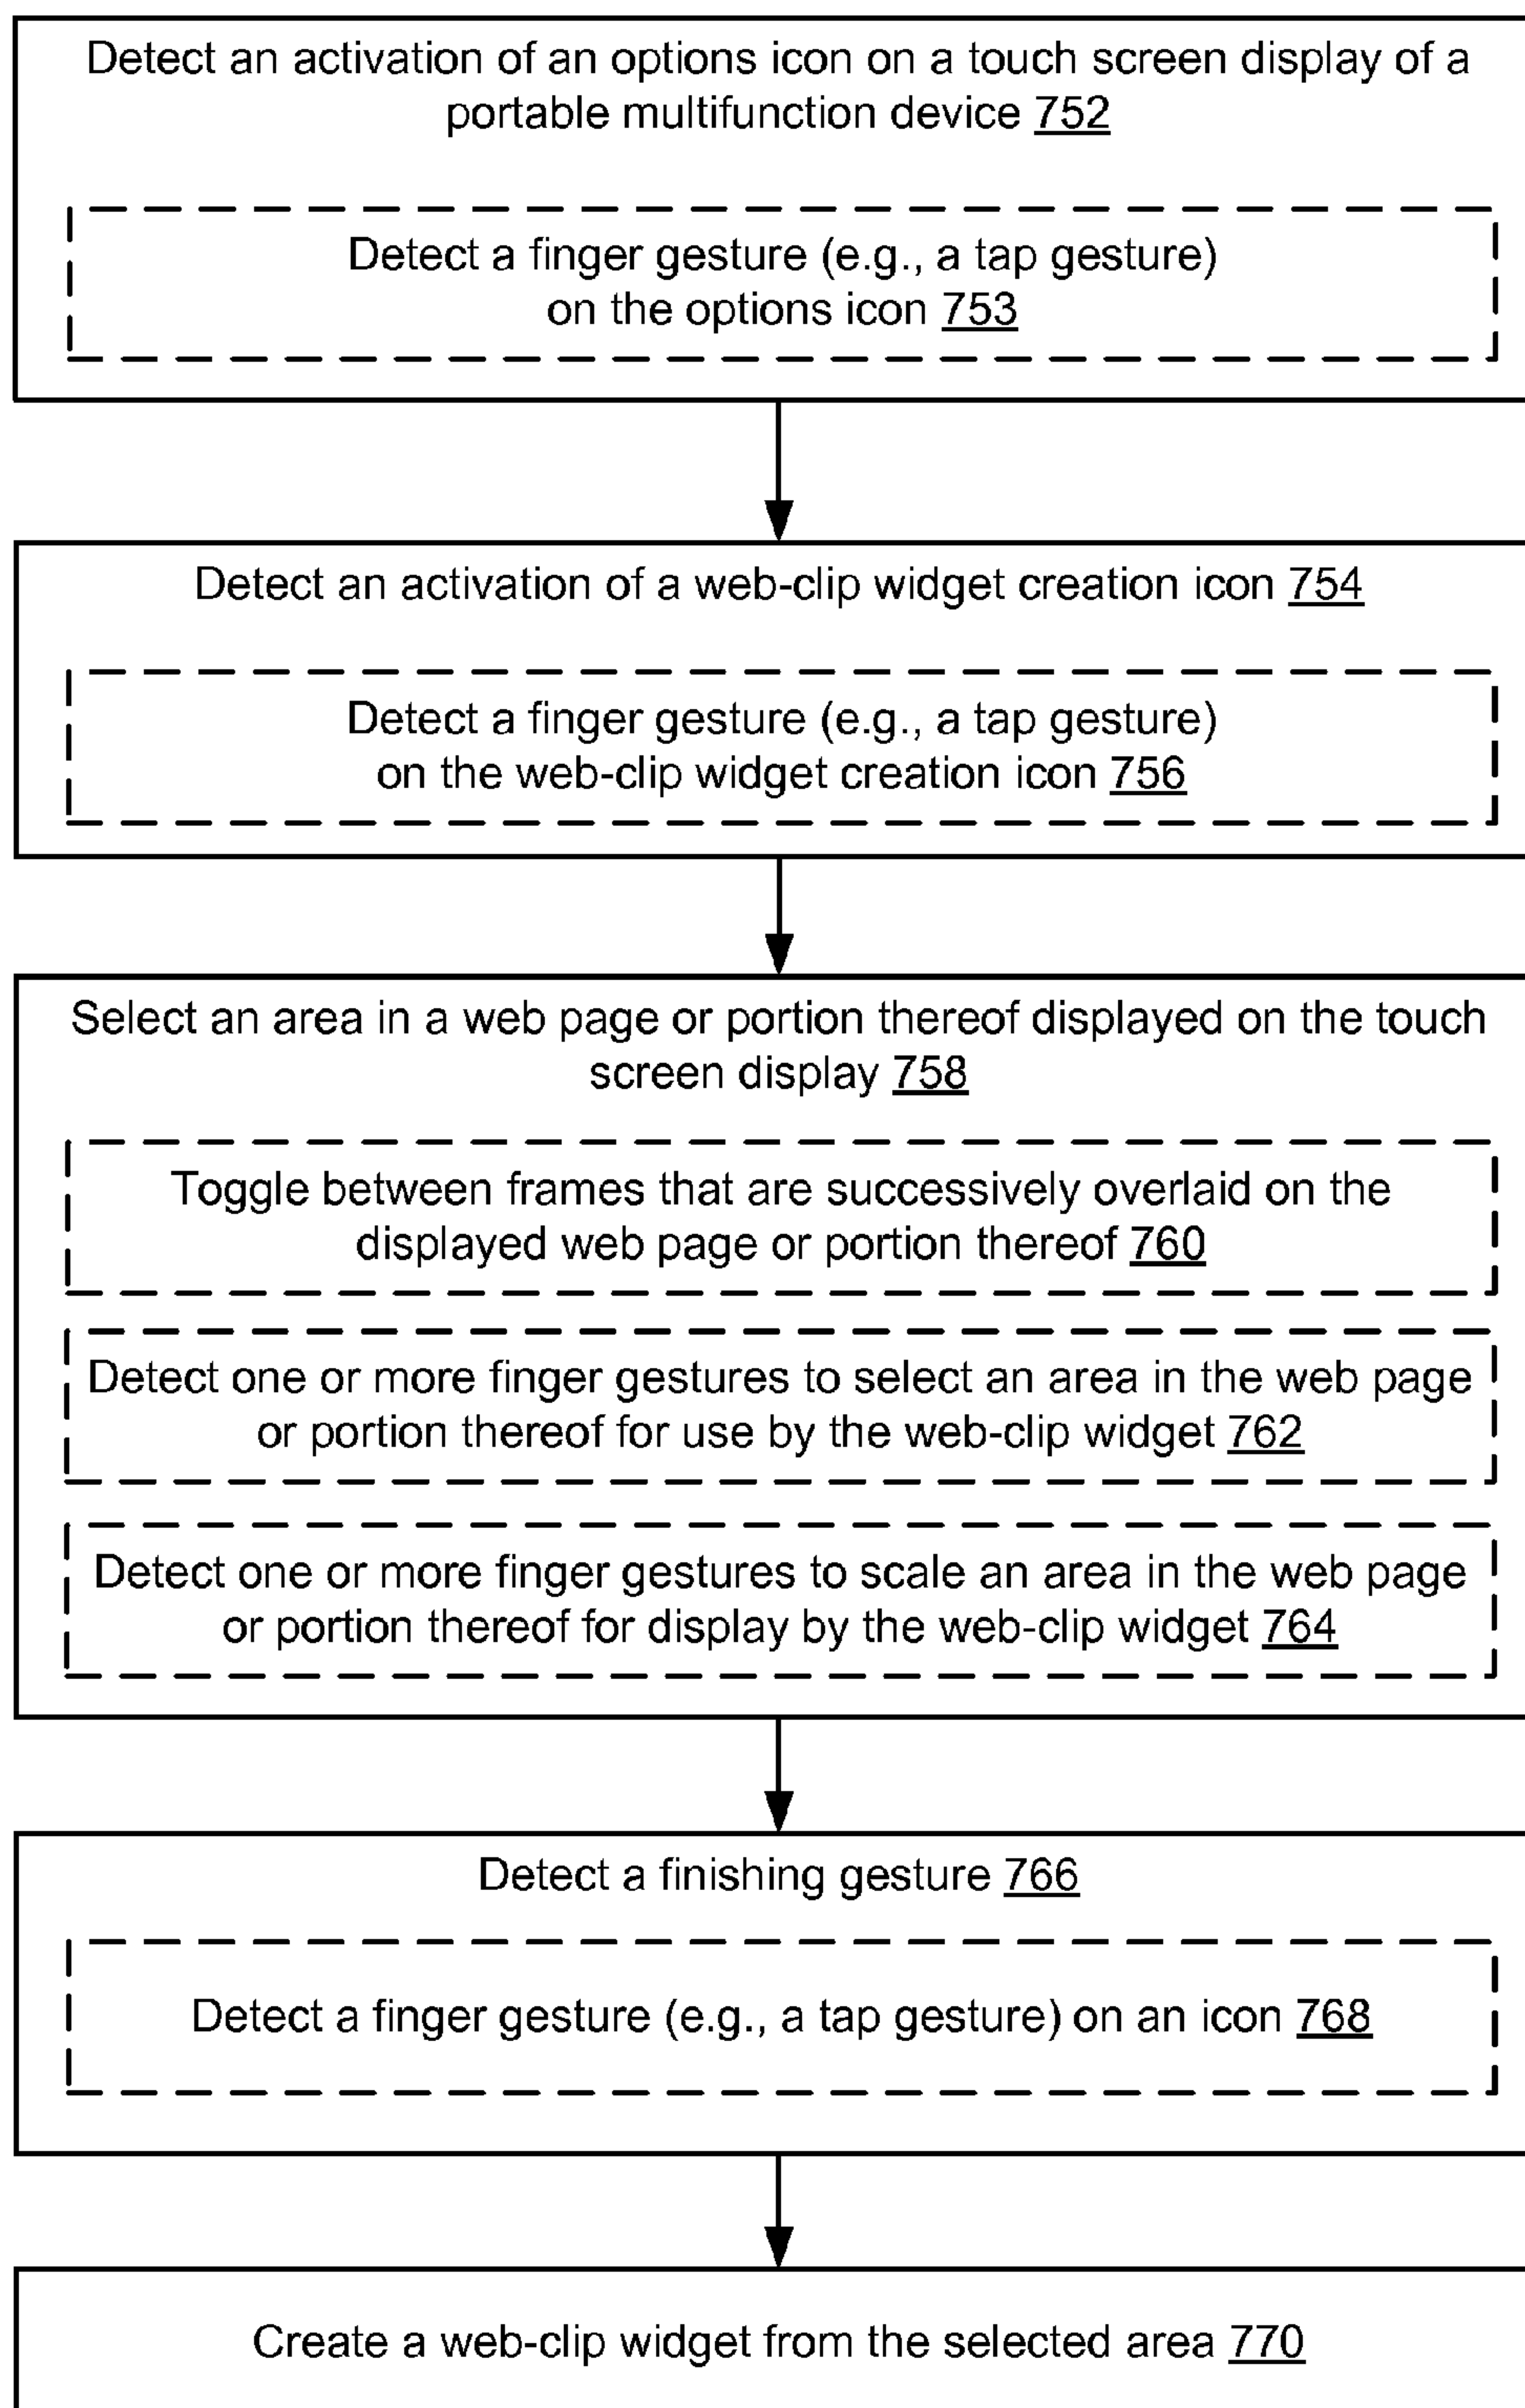 Detect an activation of an options icon on a touch screen display of a
portable multifunction device 752
Detect a finger gesture (e.g., a tap gesture)
on the options icon 753
Detect an activation of a web-clip widget creation icon 754
Detect a finger gesture (e.g., a tap gesture)
on the web-clip widget creation icon 756
Select an area in a web page or portion thereof displayed on the touch
screen display 758
Toggle between frames that are successively overlaid on the
displayed web page or portion thereof 760
Detect one or more finger gestures to select an area in the web page
or portion thereof for use by the web-clip widget 762
Detect one or more finger gestures to scale an area in the web page
or portion thereof for display by the web-clip widget 764
Detect a finishing gesture 766
Detect a finger gesture (e.g., a tap gesture) on an icon 768
Create a web-clip widget from the selected area 770